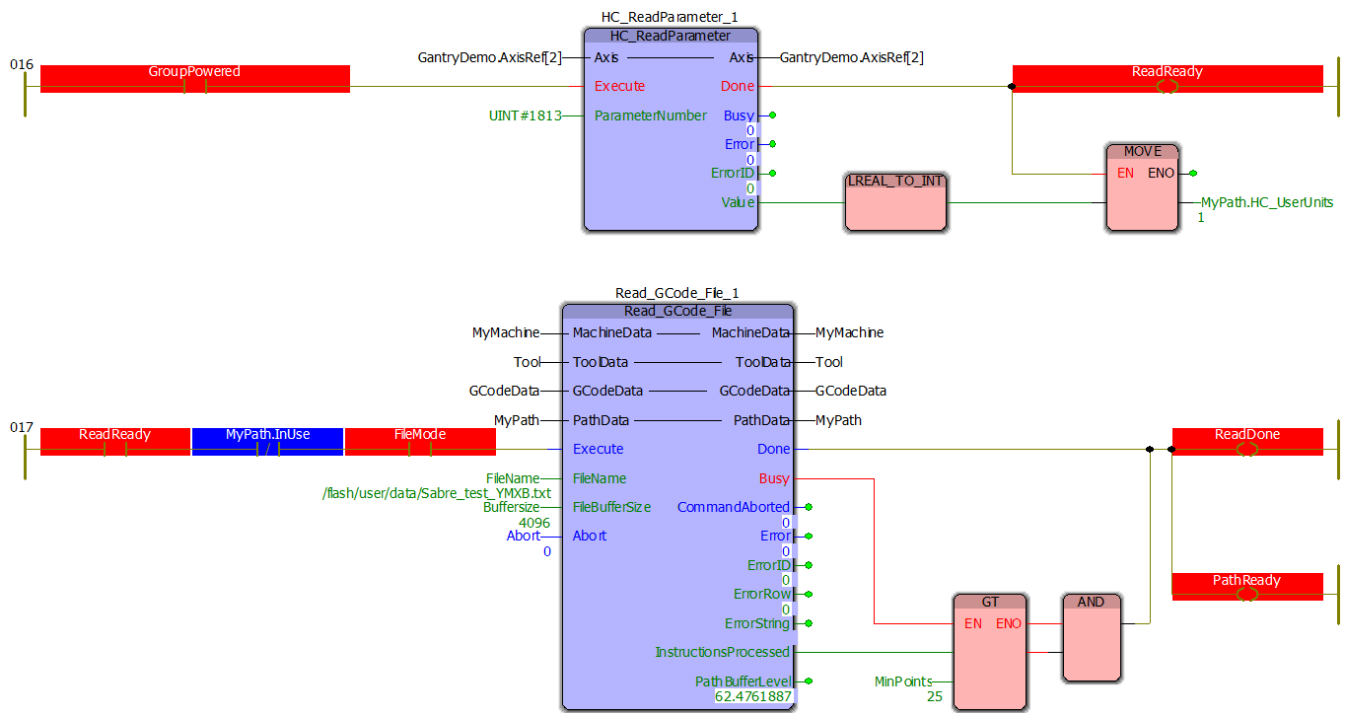 HC_ReadParameter_1
HC_ReadParameter
GantryDemo.AxisRef[2] Axis Axis GantryDemo.AxisRef[2]
016 GroupPowered ReadReady
Execute Done
UINT#1813 ParameterNumber Busy
0
Error
0
ErrorID
0
Value
LREAL_TO_INT
MOVE
EN ENO
MyPath.HC_UserUnits
1
Read_GCode_File_1
Read_GCode_File
MyMachine MachineData MachineData MyMachine
Tool ToolData ToolData Tool
GCodeData GCodeData GCodeData GCodeData
MyPath PathData PathData MyPath
017 ReadReady MyPath.InUse FileMode ReadDone
Execute Done
FileName FileName Busy
/flash/user/data/Sabre_test_YMXB.txt
Buffersize FileBufferSize CommandAborted
4096 0
Abort Abort Error
0 0
ErrorID
0
ErrorRow
0
ErrorString
InstructionsProcessed
PathBufferLevel
62.4761887
PathReady
GT AND
EN ENO
MinPoints
25